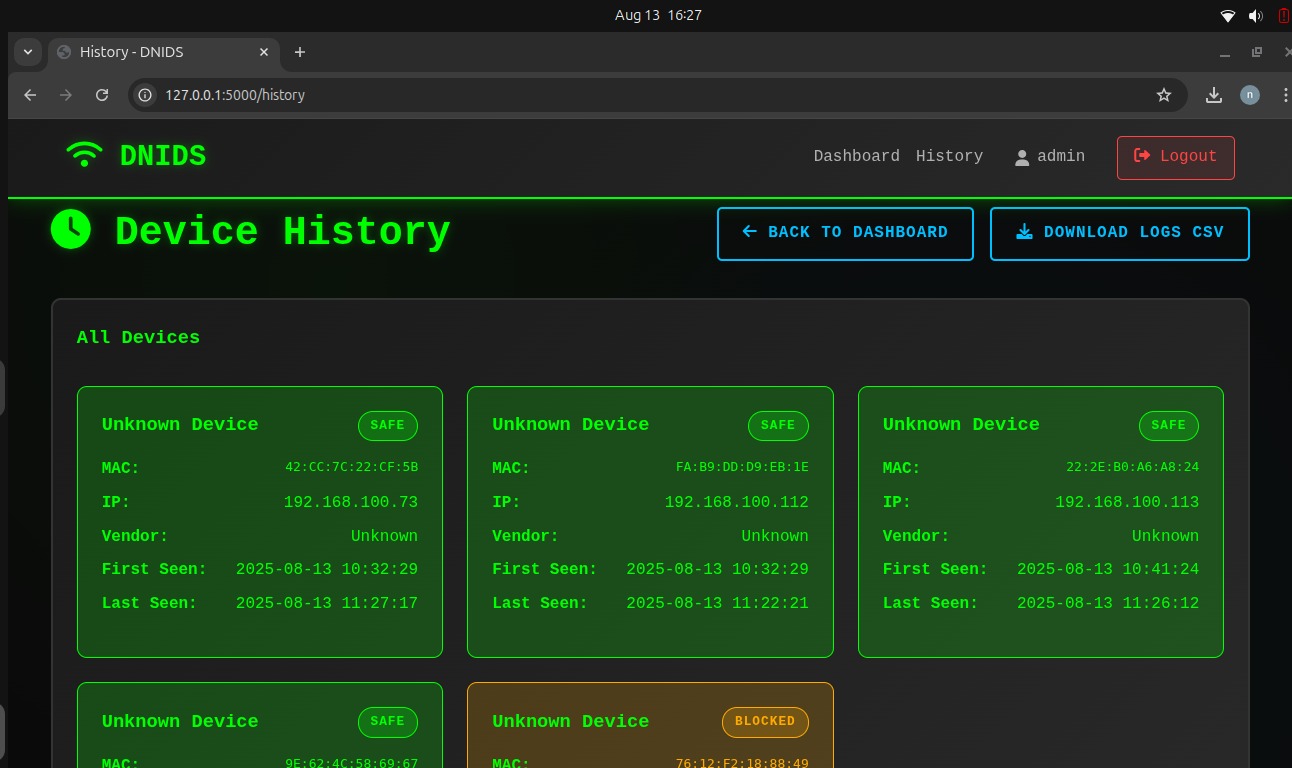 Aug 13 16:27
History - DNIDS
127.0.0.1:5000/history
n
DNIDS
Dashboard History admin Logout
Device History
BACK TO DASHBOARD
DOWNLOAD LOGS CSV
All Devices
Unknown Device SAFE
MAC: 42:CC:7C:22:CF:5B
IP: 192.168.100.73
Vendor: Unknown
First Seen: 2025-08-13 10:32:29
Last Seen: 2025-08-13 11:27:17
Unknown Device SAFE
MAC: FA:B9:DD:D9:EB:1E
IP: 192.168.100.112
Vendor: Unknown
First Seen: 2025-08-13 10:32:29
Last Seen: 2025-08-13 11:22:21
Unknown Device SAFE
MAC: 22:2E:B0:A6:A8:24
IP: 192.168.100.113
Vendor: Unknown
First Seen: 2025-08-13 10:41:24
Last Seen: 2025-08-13 11:26:12
Unknown Device SAFE
MAC: 9E:62:4C:58:69:67
Unknown Device BLOCKED
MAC: 76:12:F2:18:88:49